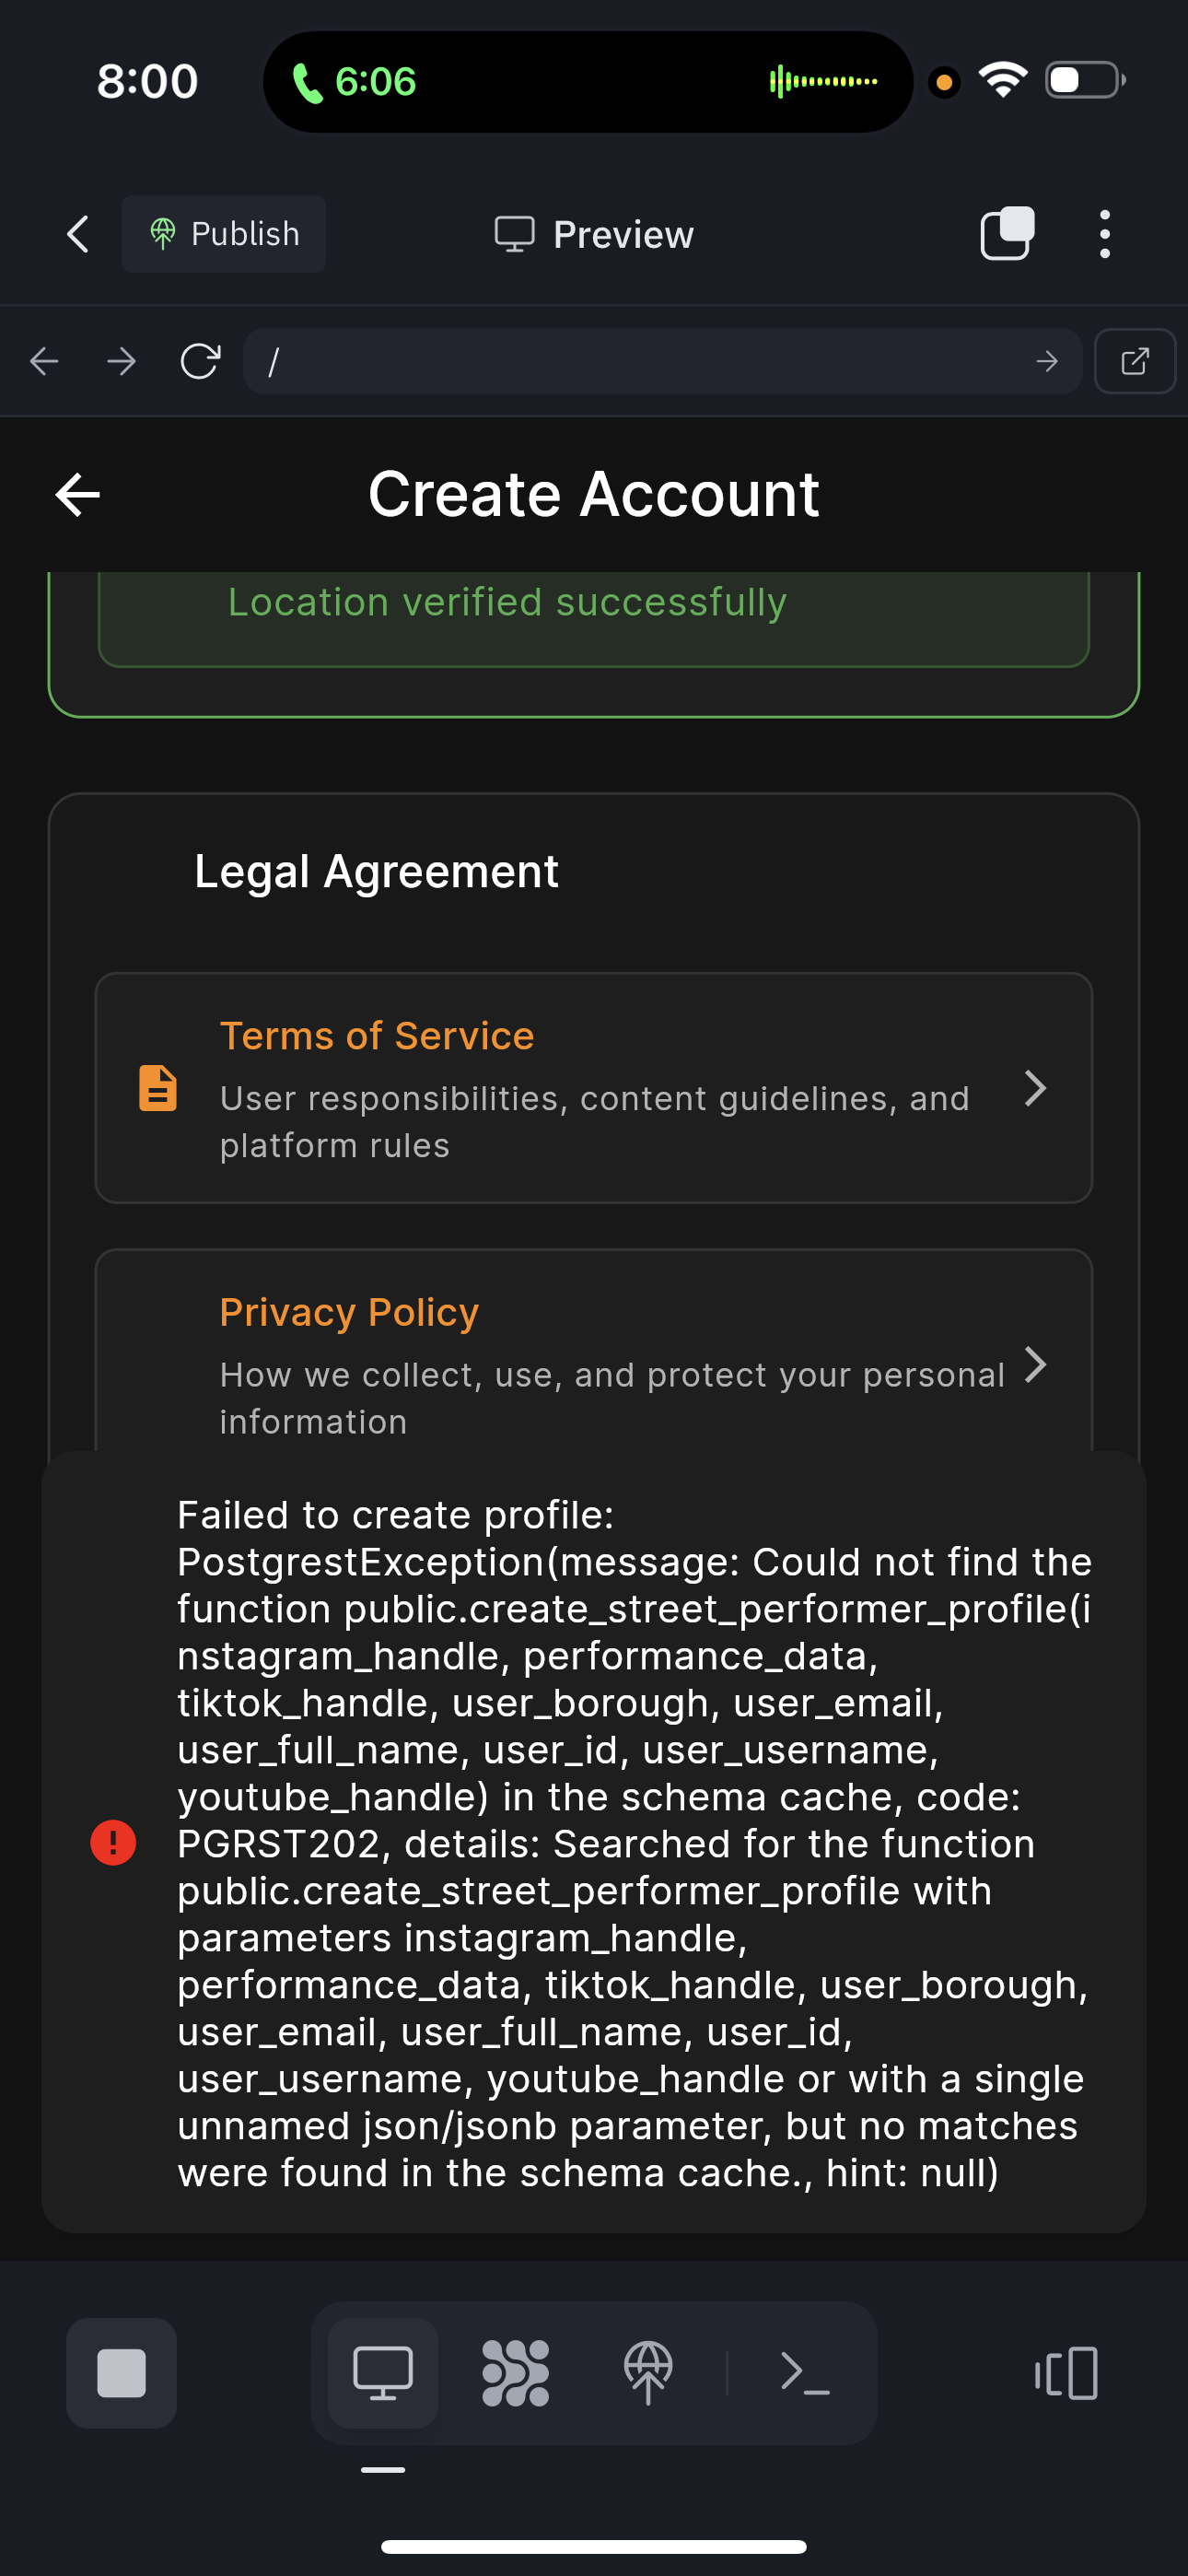 8:00
6:06
Publish
Preview
/
Create Account
Location verified successfully
Legal Agreement
Terms of Service
User responsibilities, content guidelines, and
platform rules
Privacy Policy
How we collect, use, and protect your personal
information
Failed to create profile:
PostgrestException(message: Could not find the
function public.create_street_performer_profile(i
nstagram_handle, performance_data,
tiktok_handle, user_borough, user_email,
user_full_name, user_id, user_username,
youtube_handle) in the schema cache, code:
PGRST202, details: Searched for the function
public.create_street_performer_profile with
parameters instagram_handle,
performance_data, tiktok_handle, user_borough,
user_email, user_full_name, user_id,
user_username, youtube_handle or with a single
unnamed json/jsonb parameter, but no matches
were found in the schema cache., hint: null)